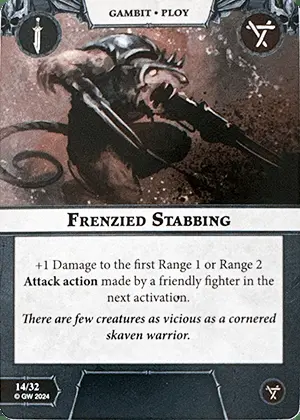 GAMBIT • PLOY
FRENZIED STABBING
+1 Damage to the first Range 1 or Range 2
Attack action made by a friendly fighter in
the next activation.
There are few creatures as vicious as a cornered
skaven warrior.
14/32
© GW 2024